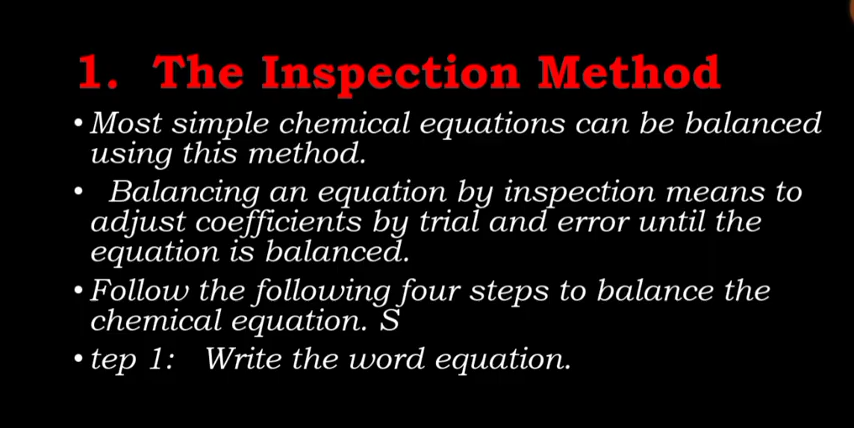 1. The Inspection Method
• Most simple chemical equations can be balanced
using this method.
• Balancing an equation by inspection means to
adjust coefficients by trial and error until the
equation is balanced.
• Follow the following four steps to balance the
chemical equation. S
• tep 1: Write the word equation.